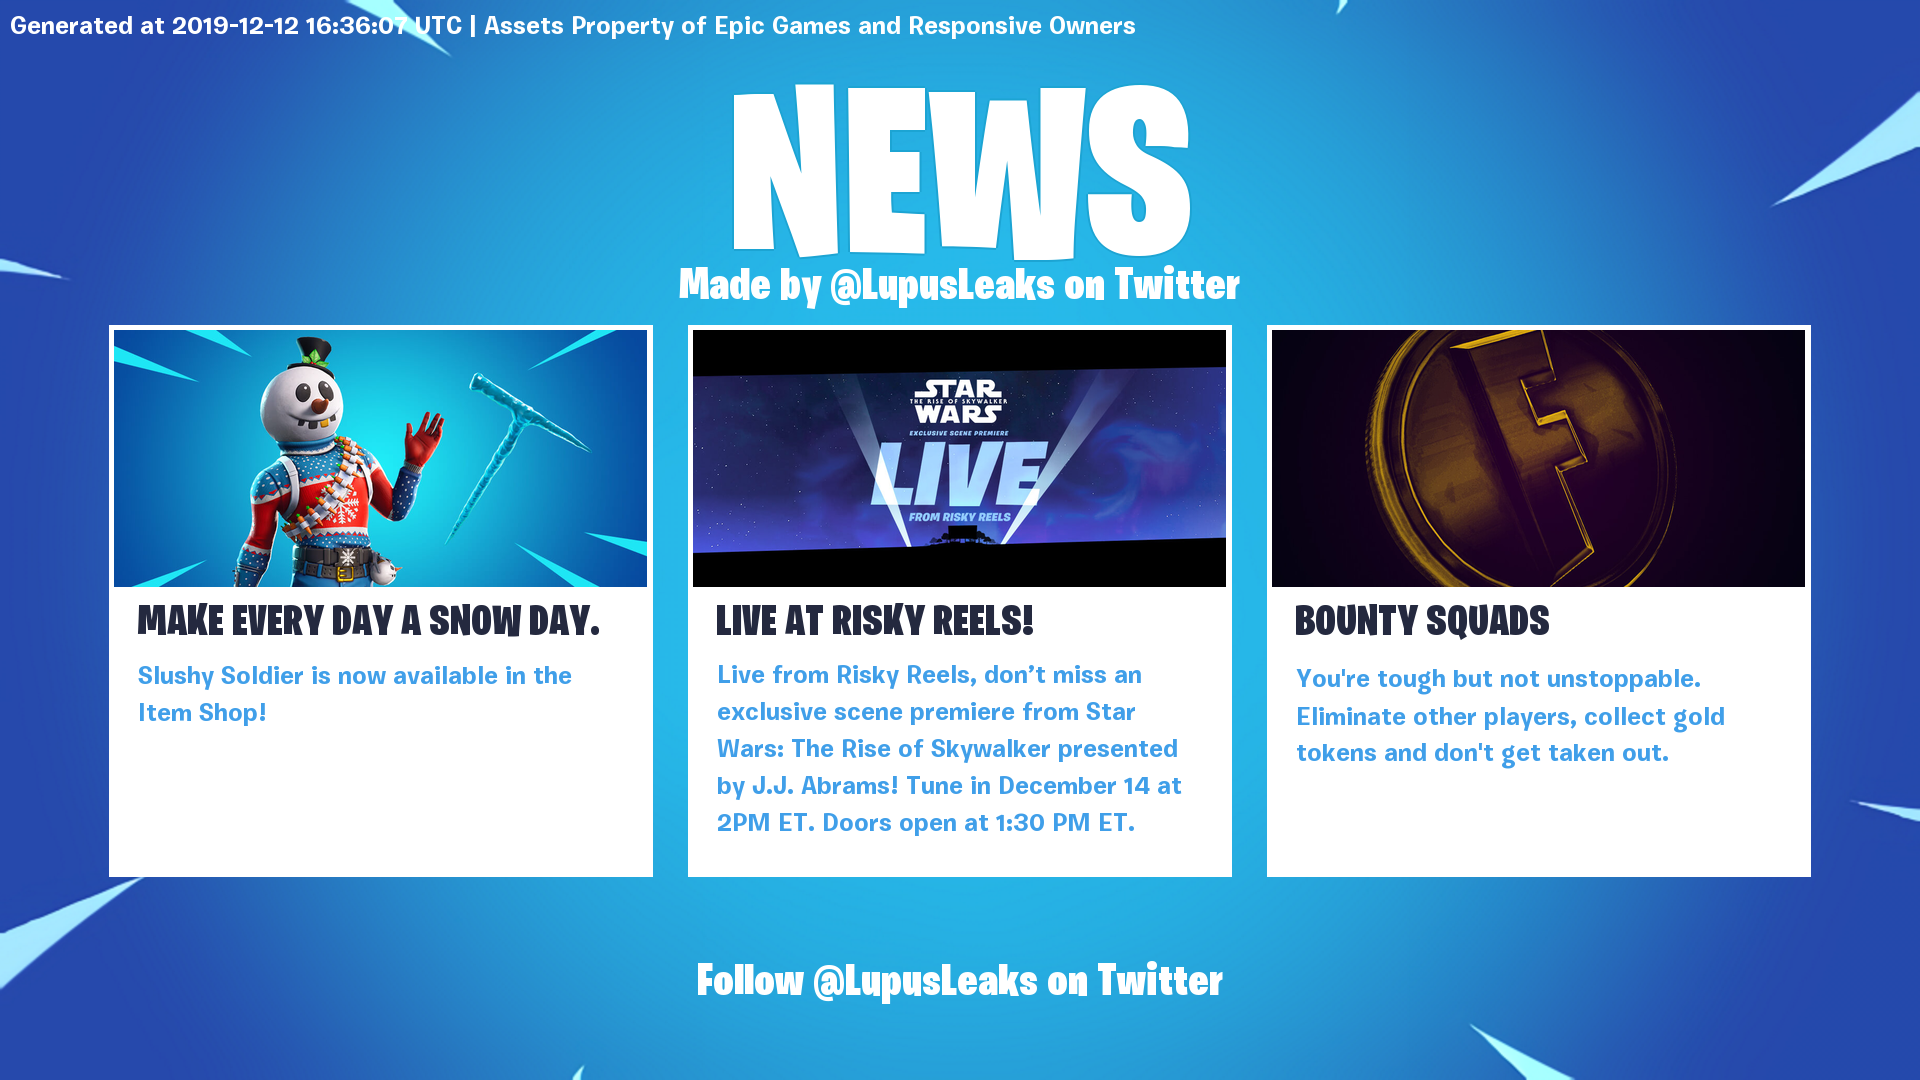 Generated at 2019-12-12 16:36:07 UTC | Assets Property of Epic Games and Responsive Owners
NEWS
Made by @LupusLeaks on Twitter
MAKE EVERY DAY A SNOW DAY.
Slushy Soldier is now available in the
Item Shop!
STAR
THE RISE OF SKYWALKER
WARS
EXCLUSIVE SCENE PREMIERE
LIVE
FROM RISKY REELS
LIVE AT RISKY REELS!
Live from Risky Reels, don’t miss an
exclusive scene premiere from Star
Wars: The Rise of Skywalker presented
by J.J. Abrams! Tune in December 14 at
2PM ET. Doors open at 1:30 PM ET.
F
BOUNTY SQUADS
You're tough but not unstoppable.
Eliminate other players, collect gold
tokens and don't get taken out.
Follow @LupusLeaks on Twitter